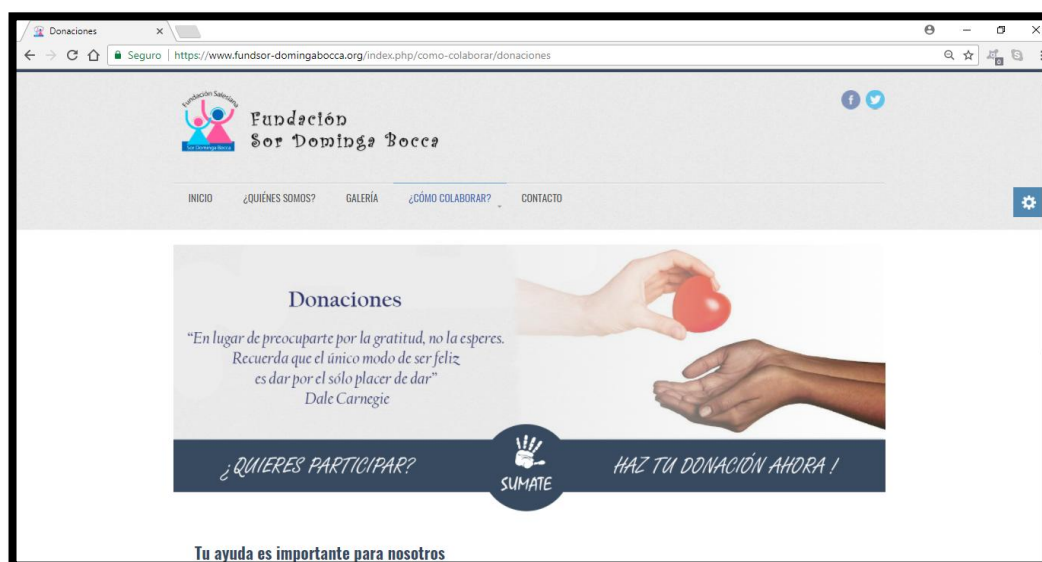 Donaciones
Seguro | https://www.fundsor-domingabocca.org/index.php/como-colaborar/donaciones
Fundación Salesiana
Sor Dominga Bocca
Fundación
Sor Dominga Bocca
INICIO ¿QUIÉNES SOMOS? GALERÍA ¿CÓMO COLABORAR? CONTACTO
Donaciones
“En lugar de preocuparte por la gratitud, no la esperes.
Recuerda que el único modo de ser feliz
es dar por el sólo placer de dar”
Dale Carnegie
¿QUIERES PARTICIPAR?
SUMATE
HAZ TU DONACIÓN AHORA !
Tu ayuda es importante para nosotros